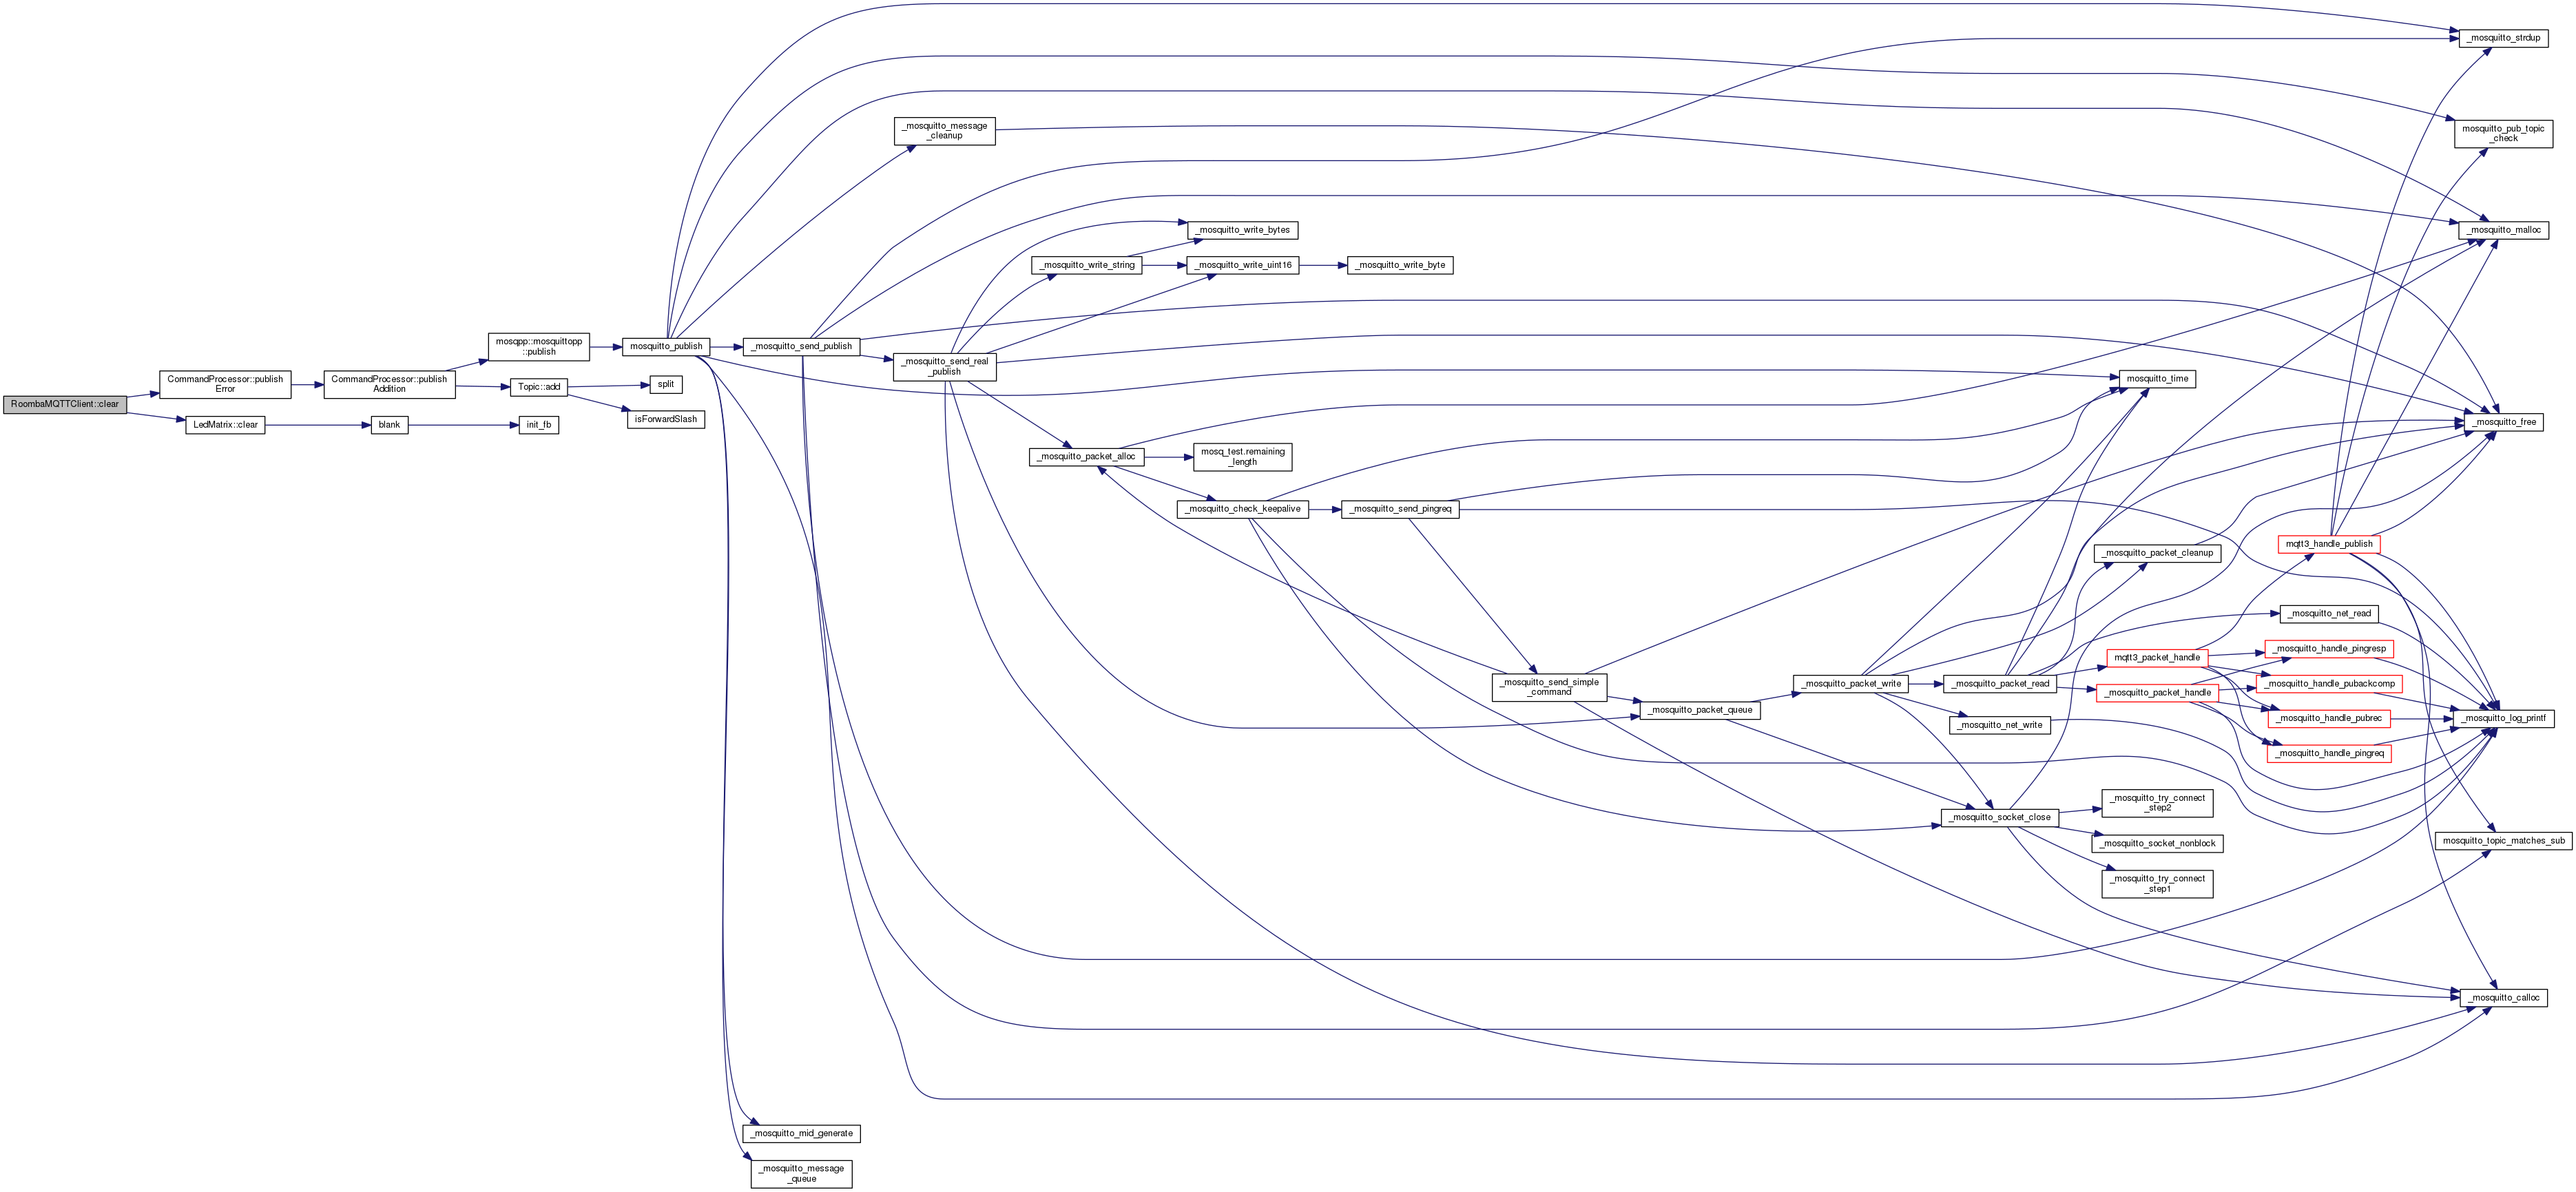 RoombaMQTTClient::clear
CommandProcessor::publish
Error
LedMatrix::clear
CommandProcessor::publish
Addition
blank
mosqpp::mosquittopp
::publish
Topic::add
init_fb
mosquitto_publish
split
isForwardSlash
_mosquitto_message
_cleanup
_mosquitto_send_publish
_mosquitto_mid_generate
_mosquitto_message
_queue
_mosquitto_send_real
_publish
_mosquitto_write_bytes
_mosquitto_write_string
_mosquitto_write_uint16
_mosquitto_write_byte
_mosquitto_packet_alloc
mosq_test.remaining
_length
_mosquitto_check_keepalive
_mosquitto_send_pingreq
_mosquitto_send_simple
_command
_mosquitto_packet_queue
_mosquitto_packet_write
_mosquitto_packet_read
_mosquitto_net_write
_mosquitto_socket_close
mosquitto_time
_mosquitto_packet_cleanup
mqtt3_packet_handle
_mosquitto_packet_handle
_mosquitto_try_connect
_step2
_mosquitto_socket_nonblock
_mosquitto_try_connect
_step1
mqtt3_handle_publish
_mosquitto_net_read
_mosquitto_handle_pingresp
_mosquitto_handle_pubackcomp
_mosquitto_handle_pubrec
_mosquitto_handle_pingreq
_mosquitto_strdup
mosquitto_pub_topic
_check
_mosquitto_malloc
_mosquitto_free
_mosquitto_log_printf
mosquitto_topic_matches_sub
_mosquitto_calloc